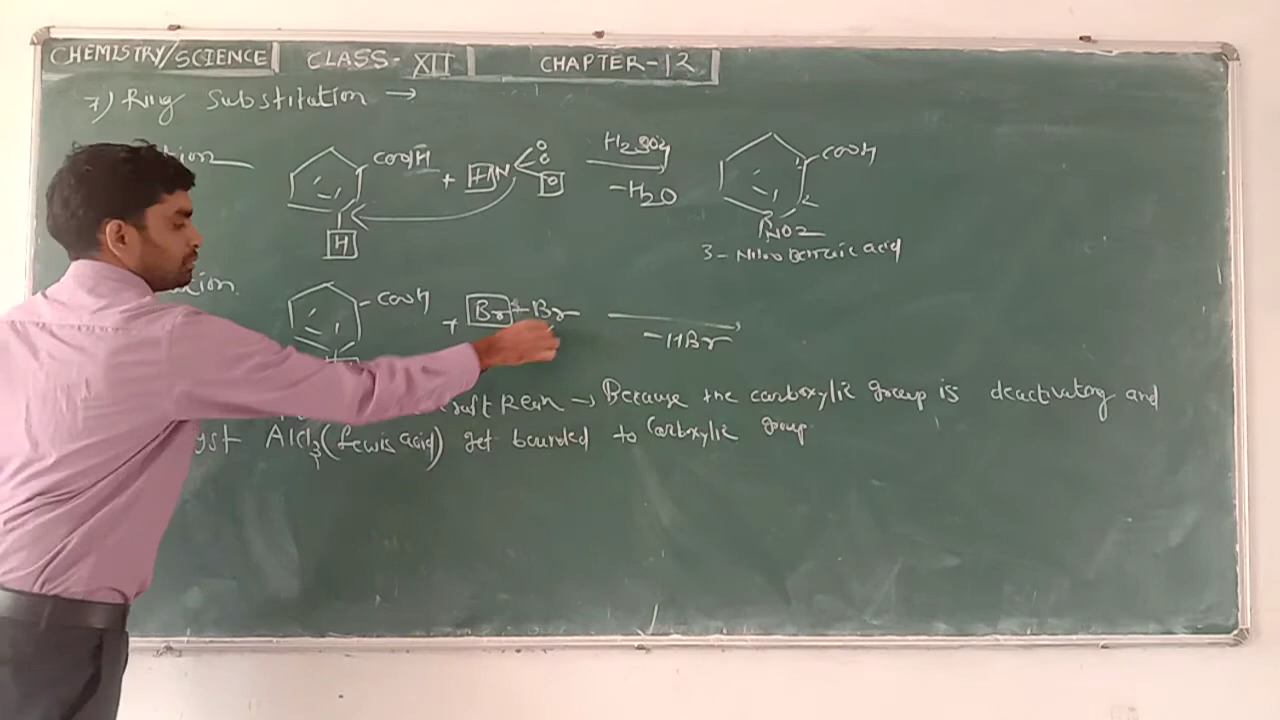 CHEMISTRY/SCIENCE | CLASS- XII | CHAPTER-12
7) Ring Substitution →
COOH + HN O O O H2SO4 -H2O COOH
H
NO2
3-Nitro Benzoic acid
COOH + Br-Br -HBr
→ Because the carboxylic group is deactivating and
AlCl3 (Lewis acid) get bounded to Carboxylic group